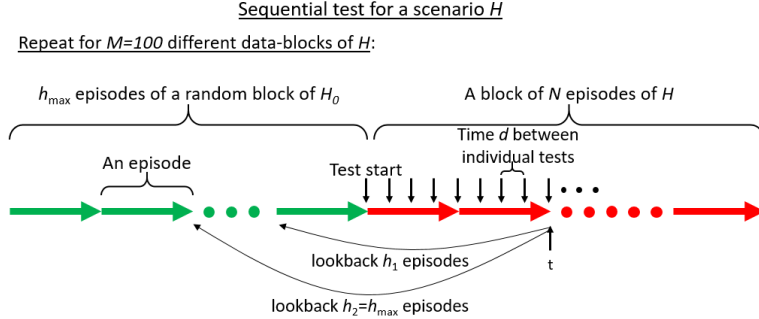 Sequential test for a scenario H
Repeat for M=100 different data-blocks of H:
hmax episodes of a random block of H0
A block of N episodes of H
Time d between
individual tests
An episode
Test start
lookback h1 episodes
t
lookback h2=hmax episodes